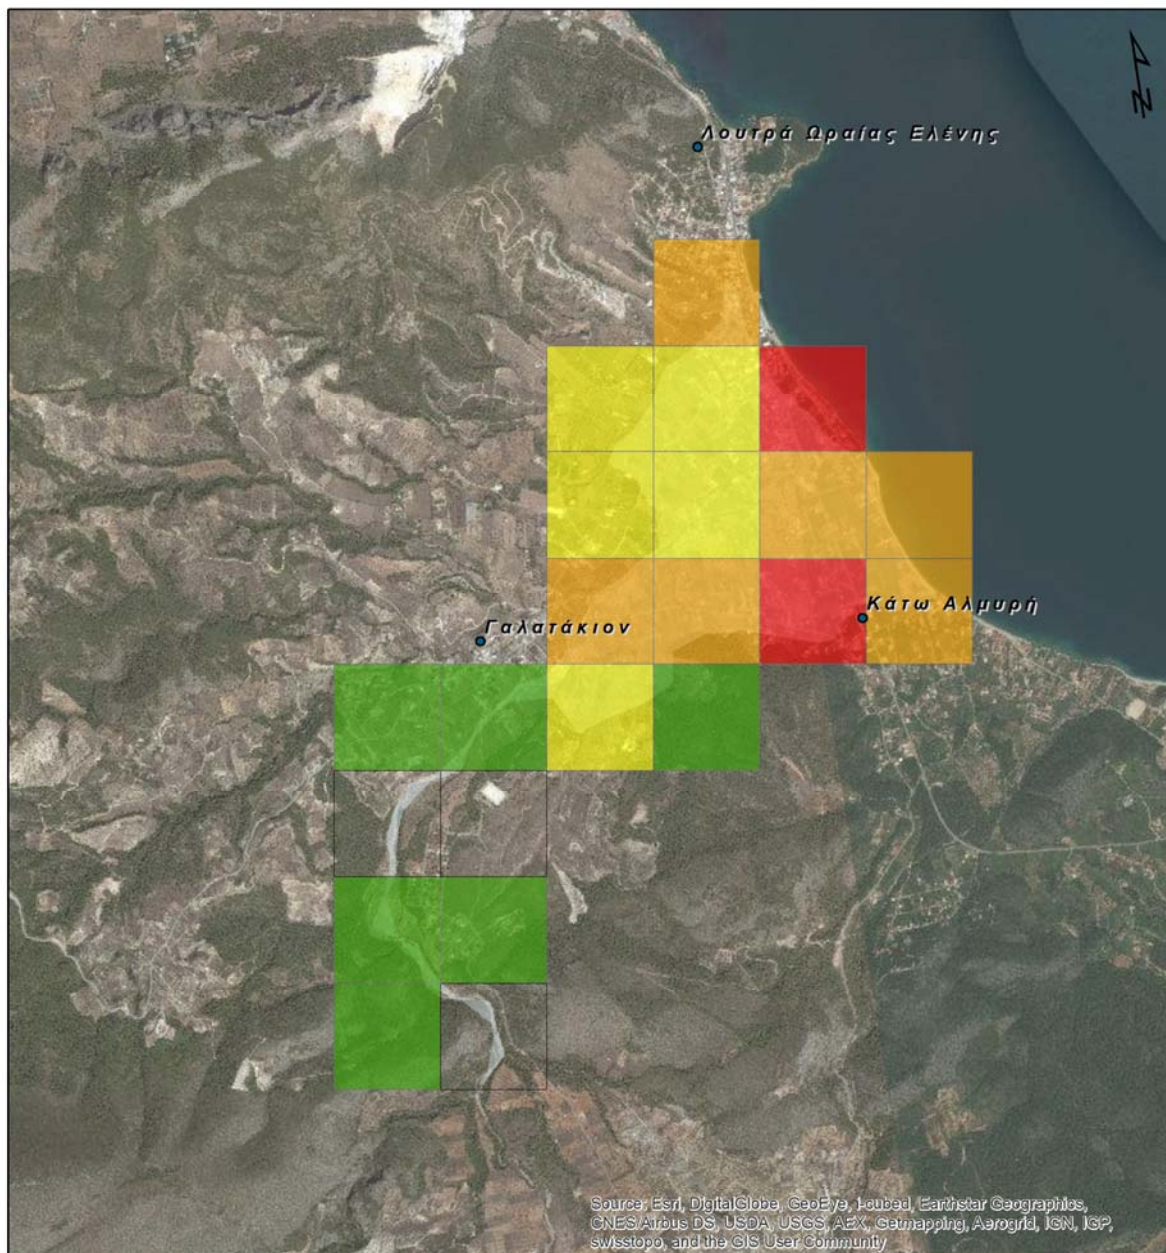 Λουτρά Ωραίας Ελένης
Κάτω Αλμυρή
Γαλατάκιον
Source: Esri, DigitalGlobe, GeoEye, i-cubed, Earthstar Geographics,
CNES/Airbus DS, USDA, USGS, AEX, Getmapping, Aerogrid, IGN, IGP,
swisstopo, and the GIS User Community